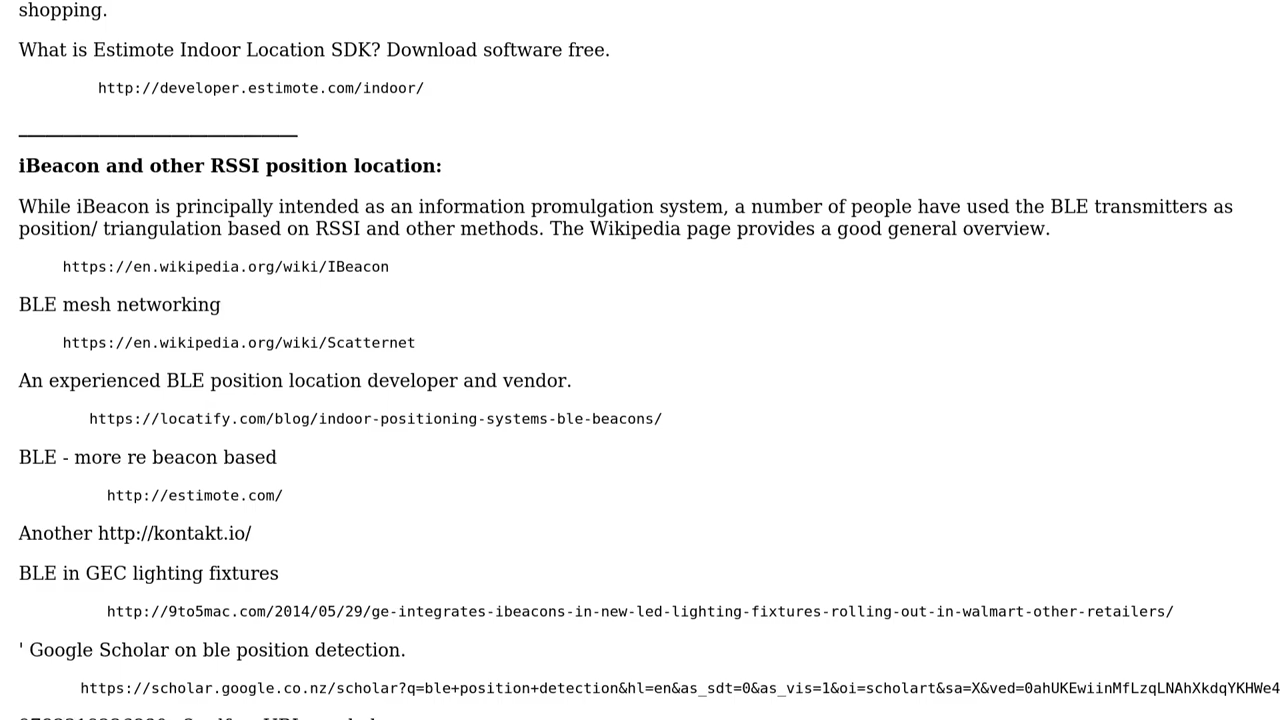 shopping.
What is Estimote Indoor Location SDK? Download software free.
http://developer.estimote.com/indoor/
iBeacon and other RSSI position location:
While iBeacon is principally intended as an information promulgation system, a number of people have used the BLE transmitters as
position/ triangulation based on RSSI and other methods. The Wikipedia page provides a good general overview.
https://en.wikipedia.org/wiki/IBeacon
BLE mesh networking
https://en.wikipedia.org/wiki/Scatternet
An experienced BLE position location developer and vendor.
https://locatify.com/blog/indoor-positioning-systems-ble-beacons/
BLE - more re beacon based
http://estimote.com/
Another http://kontakt.io/
BLE in GEC lighting fixtures
http://9to5mac.com/2014/05/29/ge-integrates-ibeacons-in-new-led-lighting-fixtures-rolling-out-in-walmart-other-retailers/
' Google Scholar on ble position detection.
https://scholar.google.co.nz/scholar?q=ble+position+detection&hl=en&as_sdt=0&as_vis=1&oi=scholart&sa=X&ved=0ahUKEwiinMfLzqLNAhXkdqYKHWe4